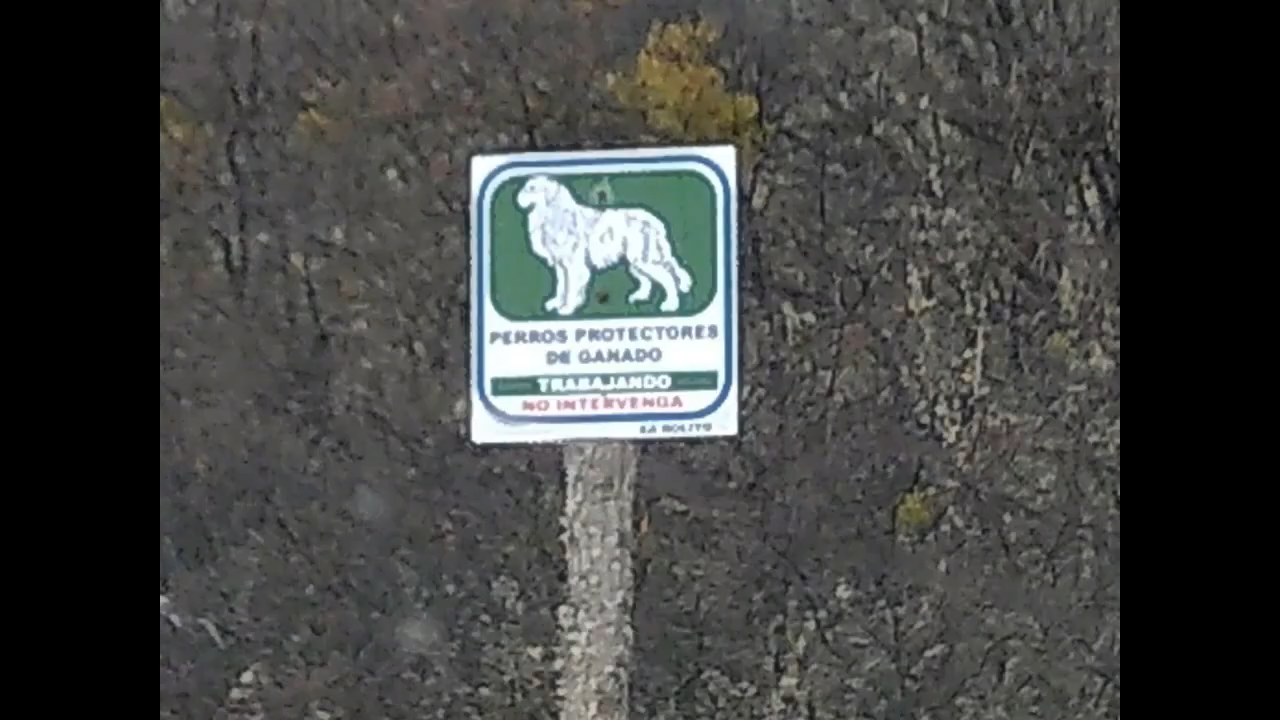 PERROS PROTECTORES
DE GANADO
TRABAJANDO
NO INTERVENGA